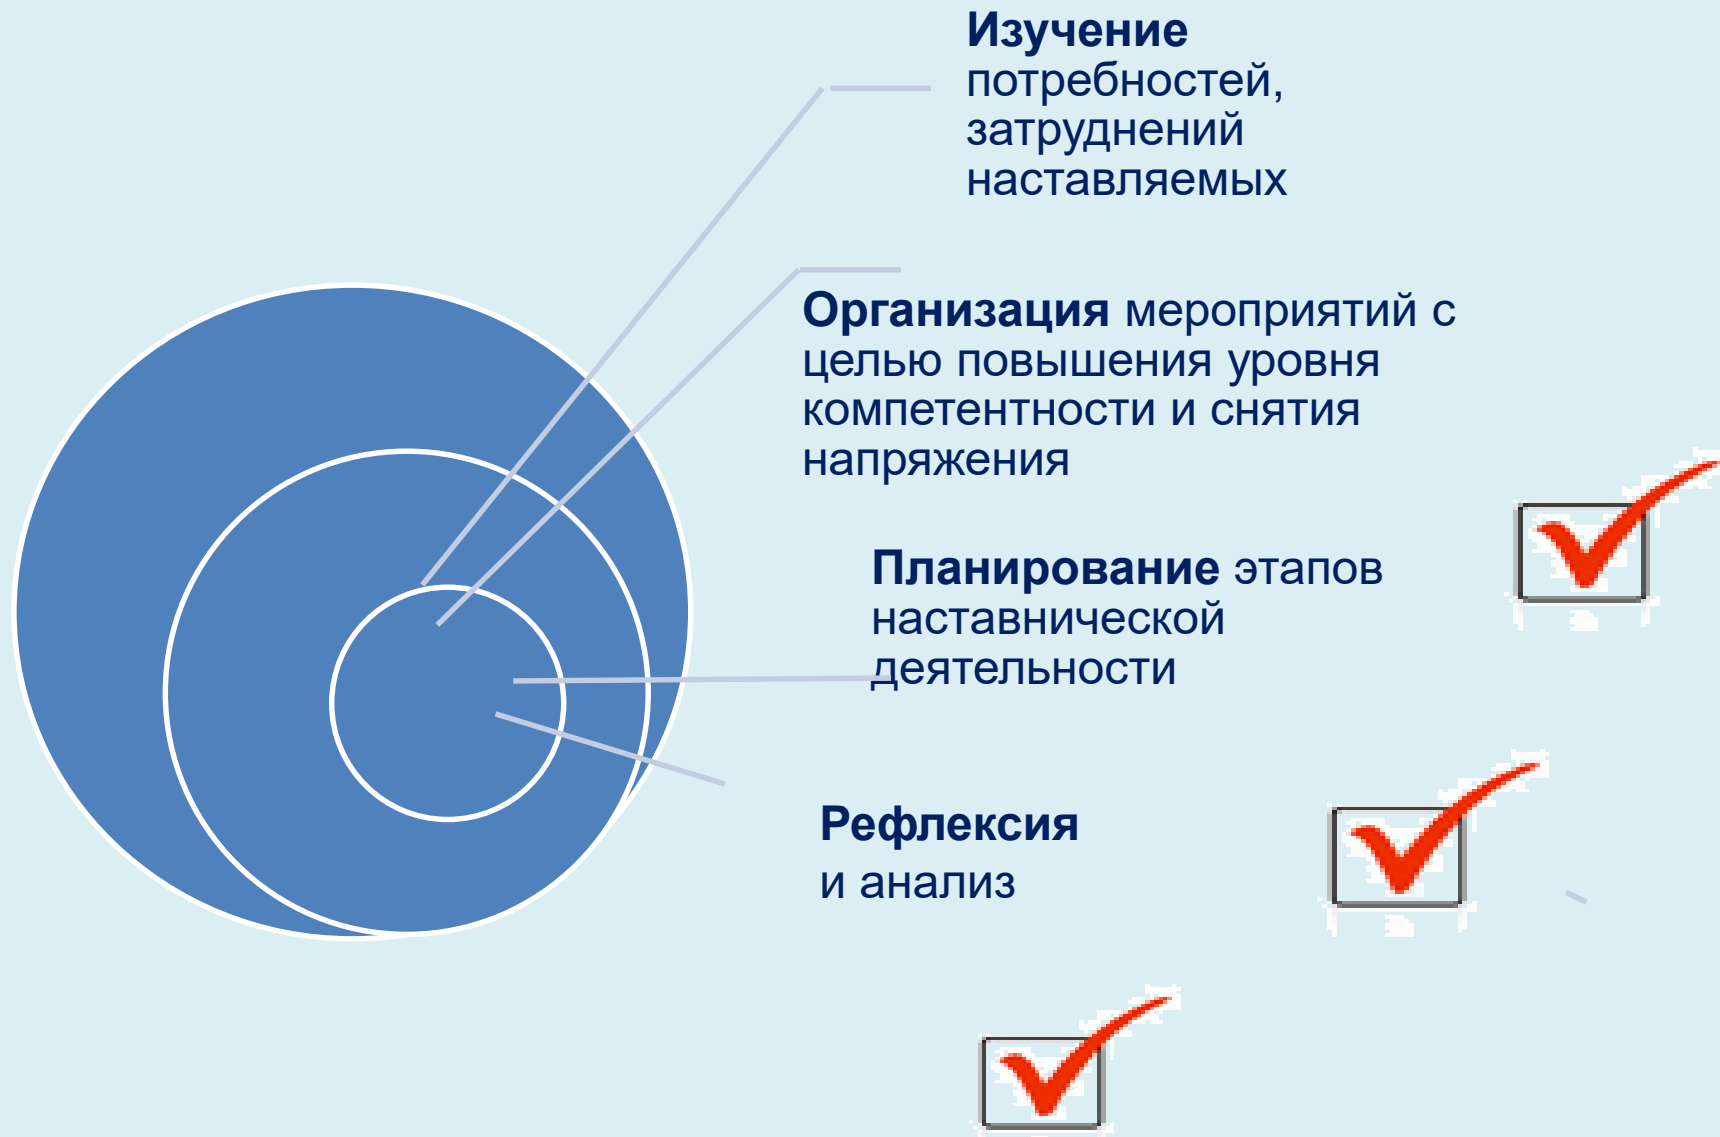 Изучение
потребностей,
затруднений
наставляемых
Организация мероприятий с
целью повышения уровня
компетентности и снятия
напряжения
Планирование этапов
наставнической
деятельности
Рефлексия
и анализ